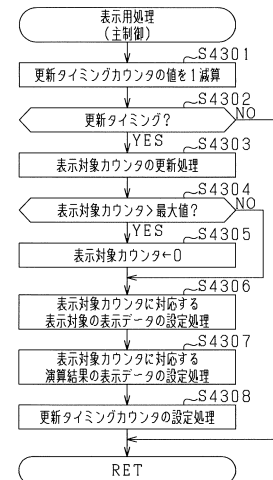 表示用処理
(主制御)
S4301
更新タイミングカウンタの値を1減算
S4302
更新タイミング?
NO
YES
S4303
表示対象カウンタの更新処理
S4304
表示対象カウンタ>最大値?
NO
YES
S4305
表示対象カウンタ←0
S4306
表示対象カウンタに対応する
表示対象の表示データの設定処理
S4307
表示対象カウンタに対応する
演算結果の表示データの設定処理
S4308
更新タイミングカウンタの設定処理
RET